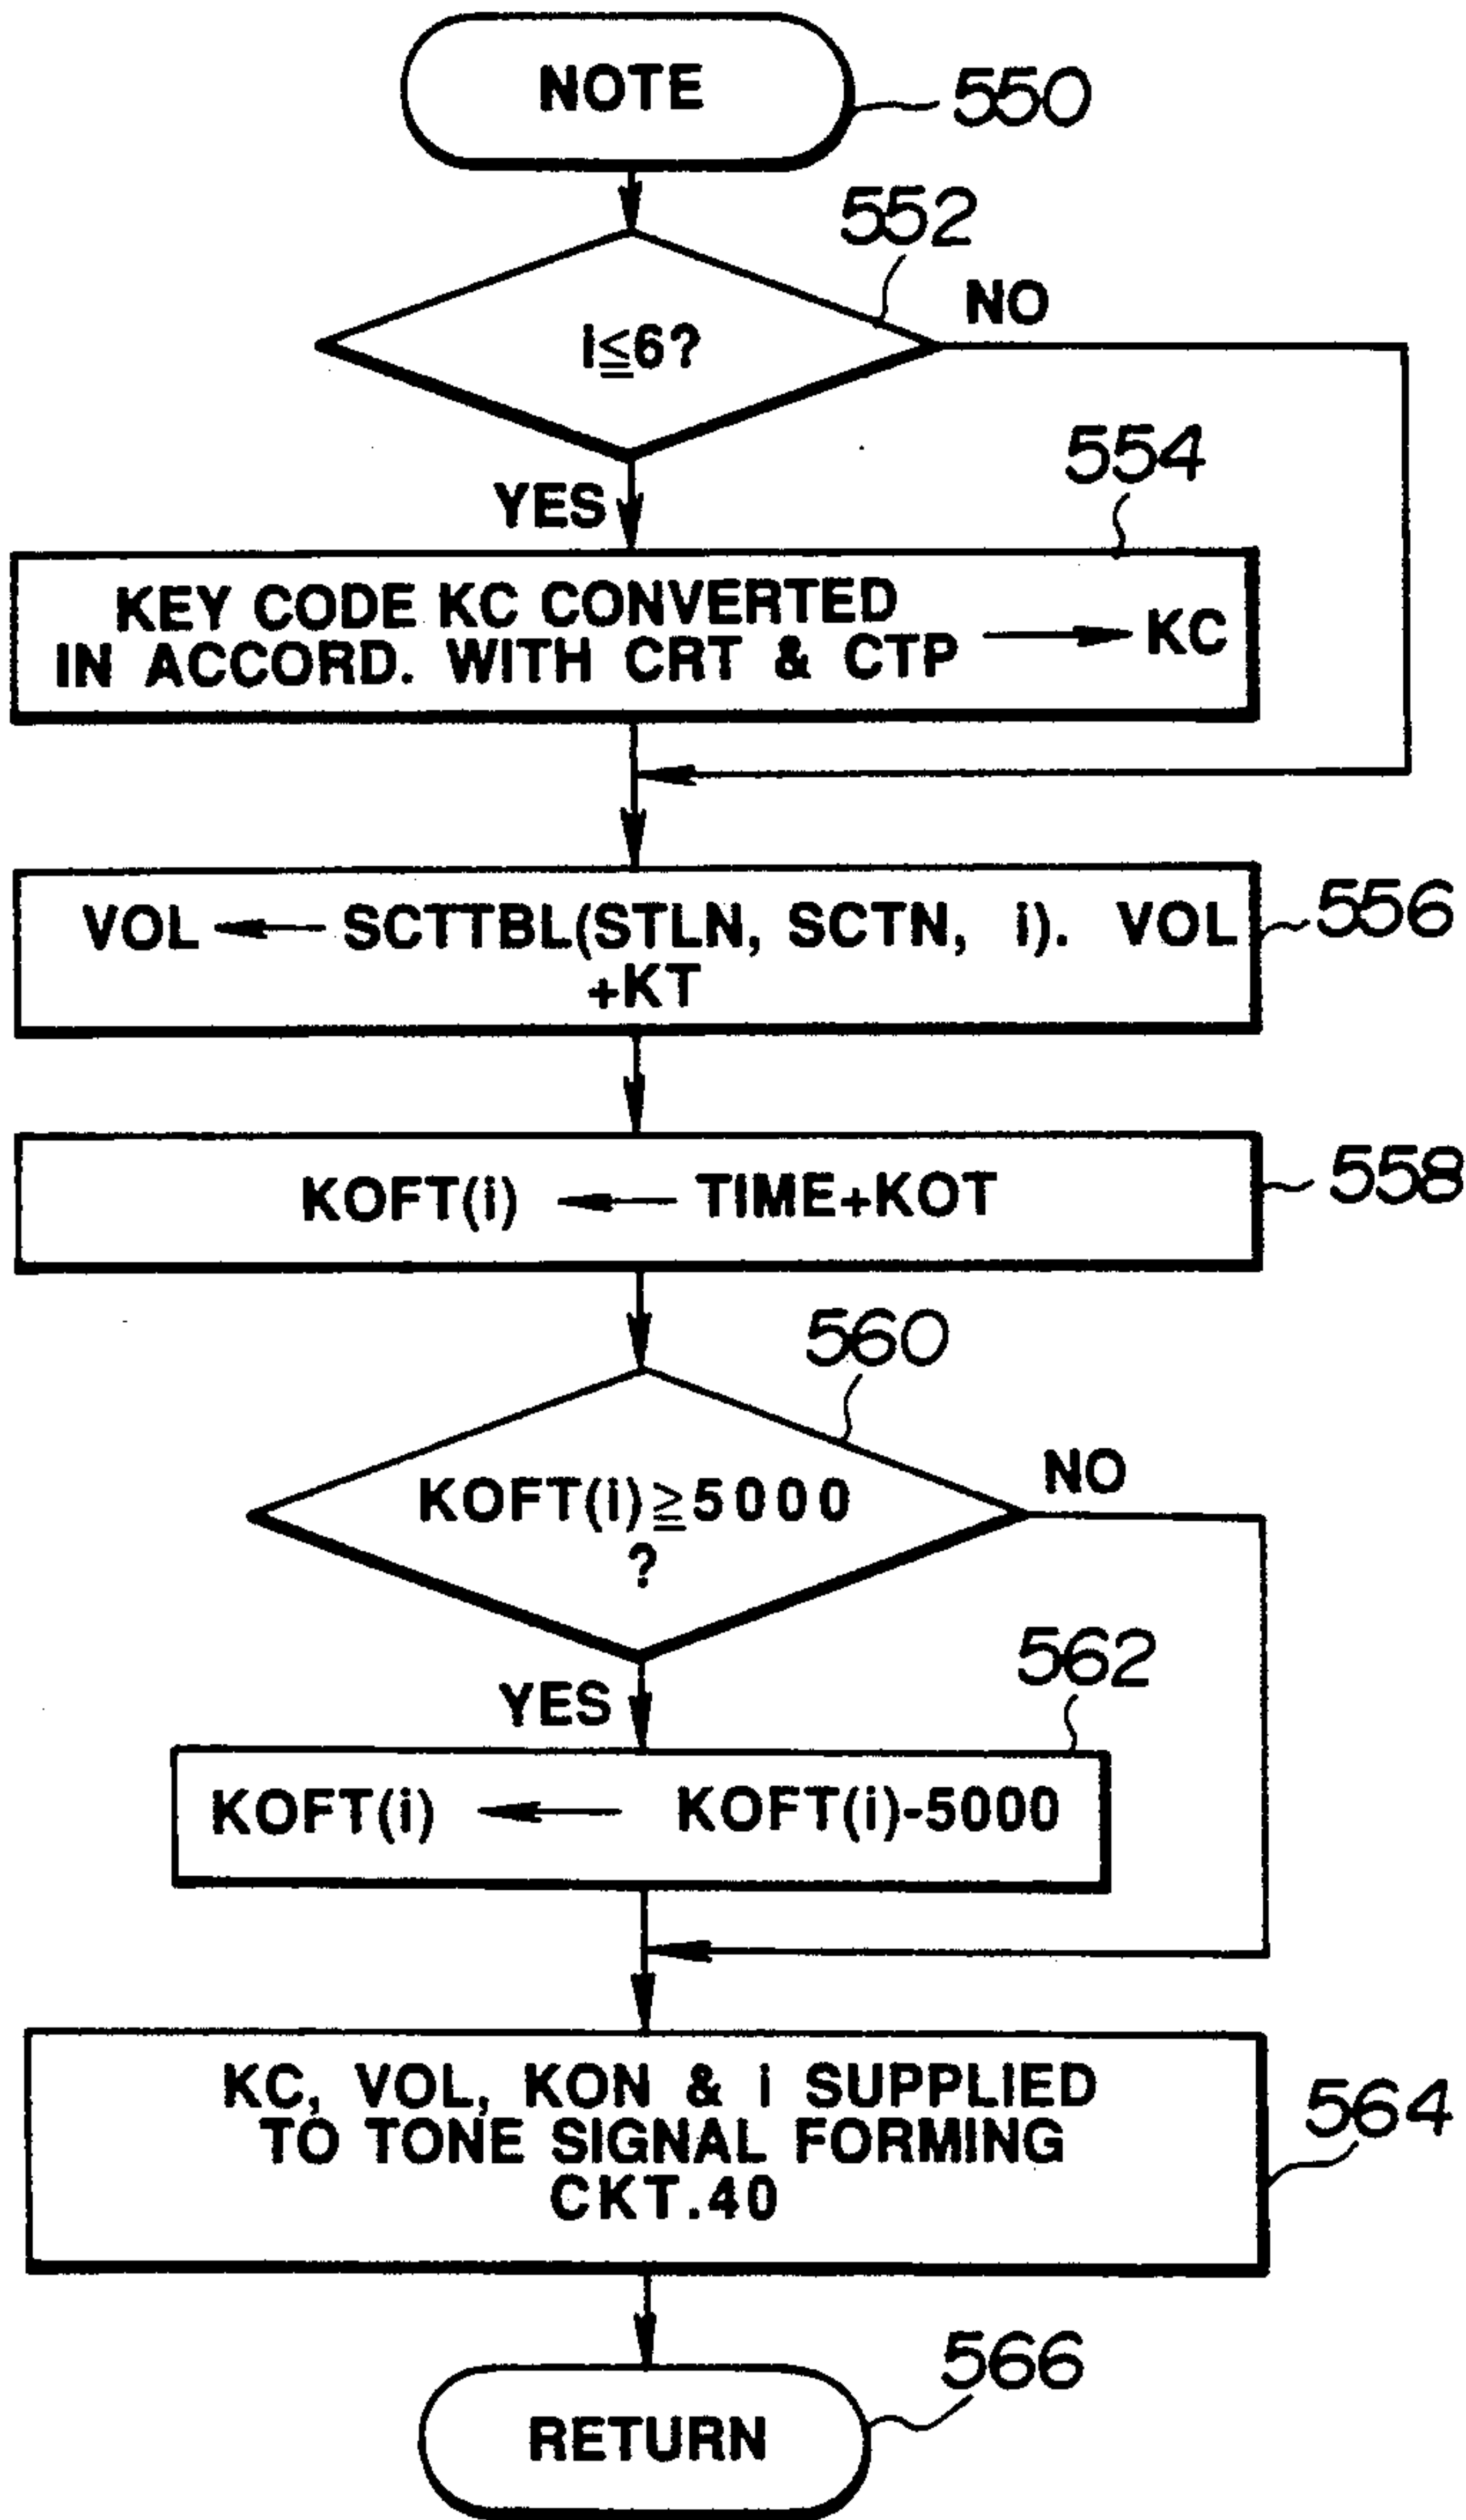 NOTE
550
552
i≤6?
NO
YES
554
KEY CODE KC CONVERTED
IN ACCORD. WITH CRT & CTP → KC
VOL ← SCTTBL(STLN, SCTN, i). VOL
+KT
556
KOFT(i) ← TIME+KOT
558
560
KOFT(i)≥5000
?
NO
YES
562
KOFT(i) ← KOFT(i)-5000
KC, VOL, KON & i SUPPLIED
TO TONE SIGNAL FORMING
CKT.40
564
566
RETURN